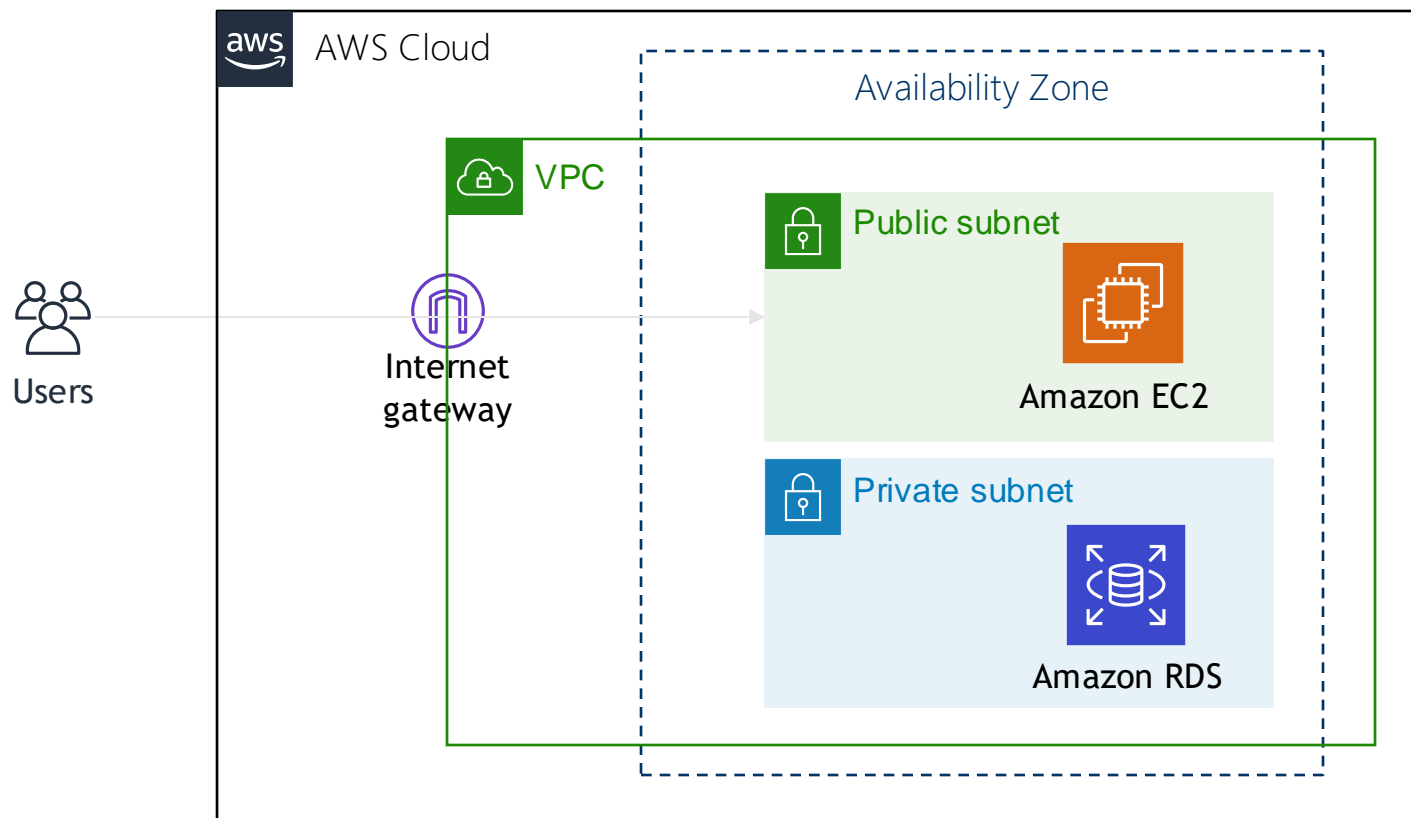 aws
AWS Cloud
Availability Zone
VPC
Public subnet
Amazon EC2
Users
Internet
gateway
Private subnet
Amazon RDS